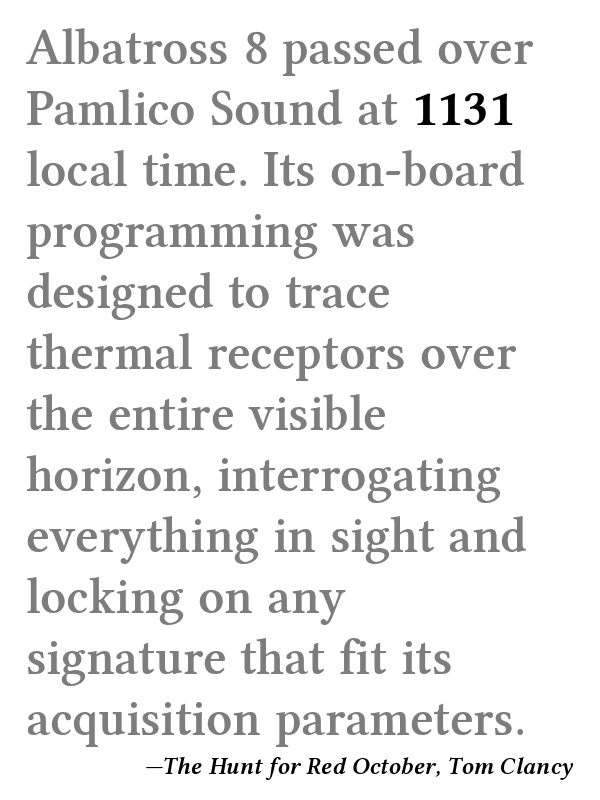 Albatross 8 passed over
Pamlico Sound at 1131
local time. Its on-board
programming was
designed to trace
thermal receptors over
the entire visible
horizon, interrogating
everything in sight and
locking on any
signature that fit its
acquisition parameters.
—The Hunt for Red October, Tom Clancy